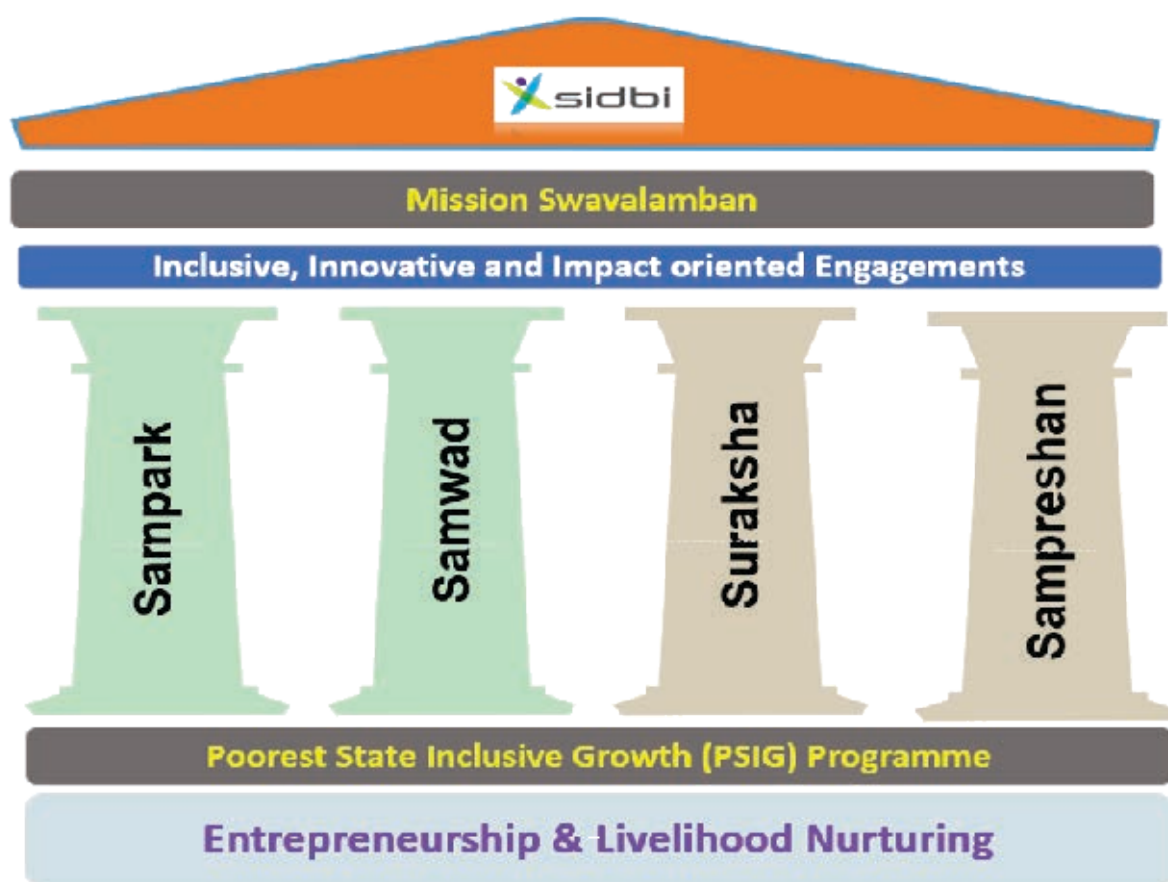 sidbi
Mission Swavalamban
Inclusive, Innovative and Impact oriented Engagements
Sampark
Samwad
Suraksha
Sampreshan
Poorest State Inclusive Growth (PSIG) Programme
Entrepreneurship & Livelihood Nurturing